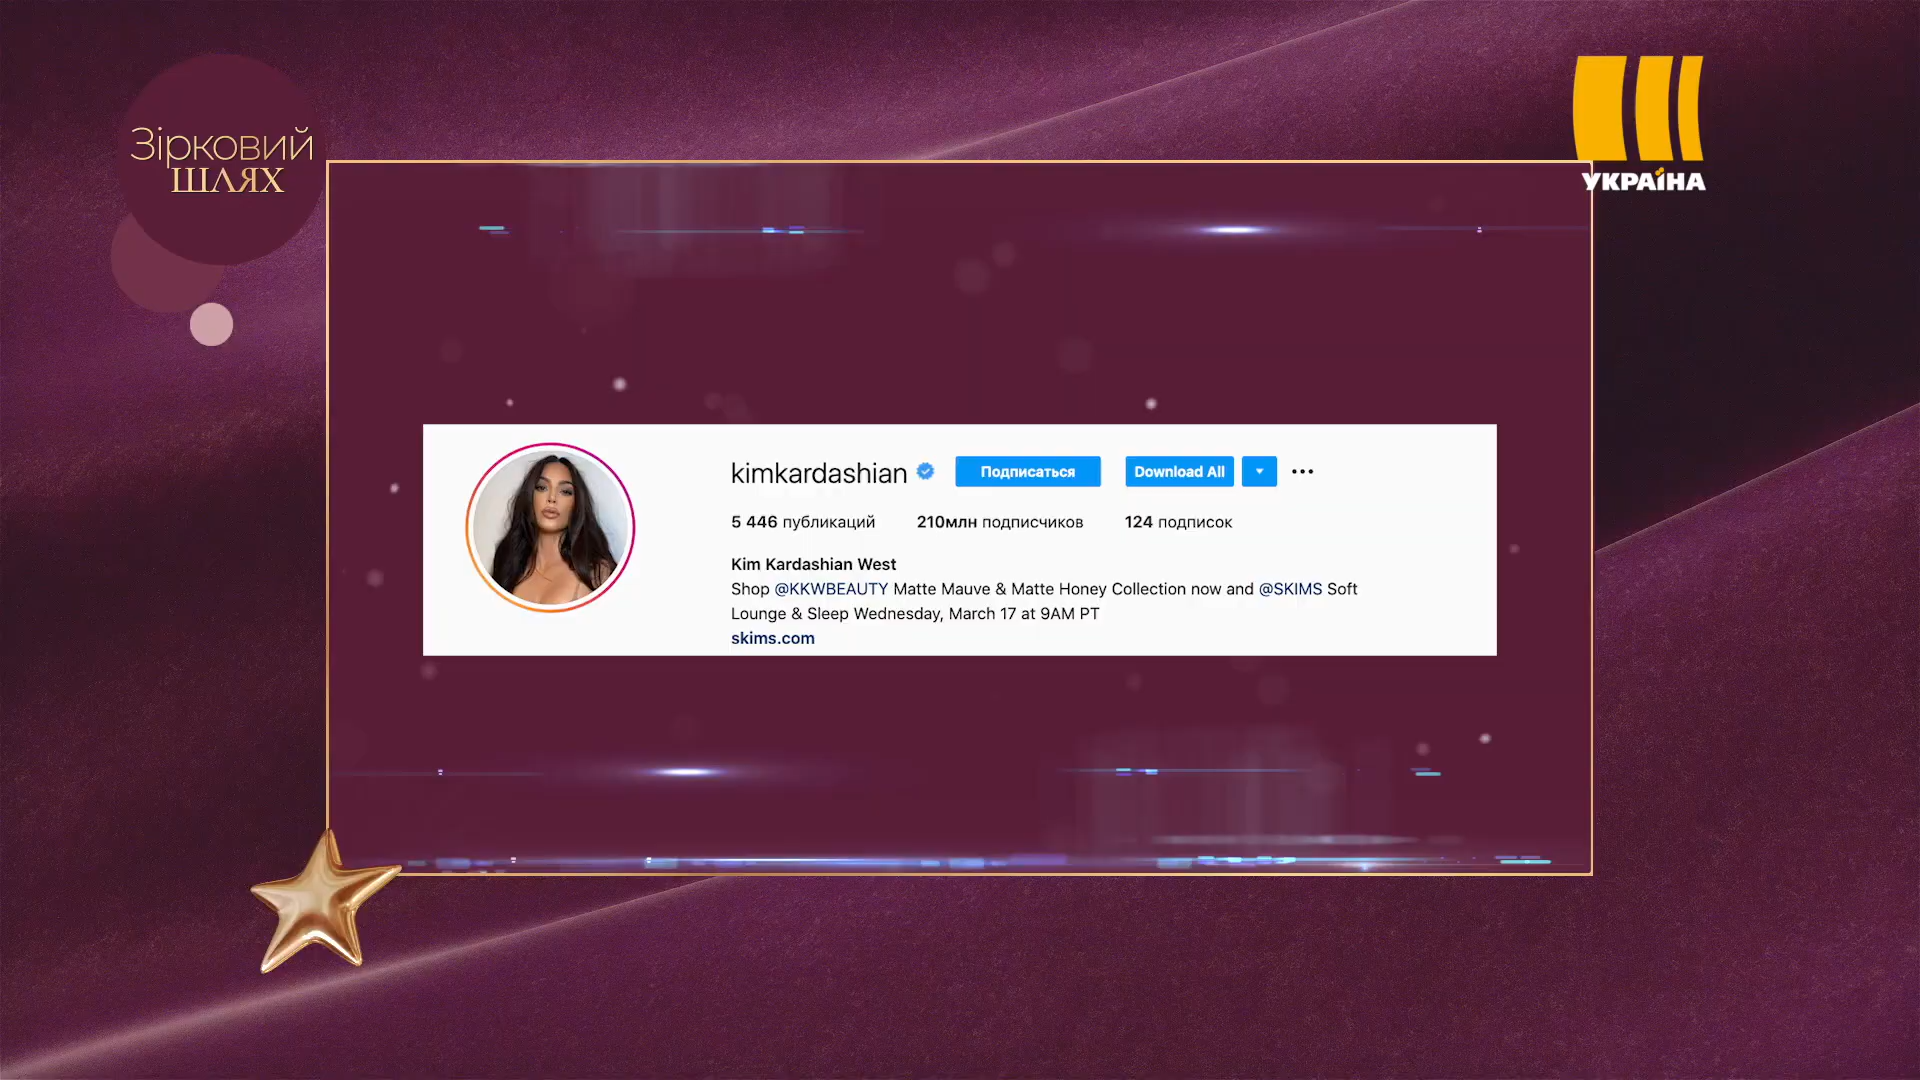 Зірковий
ШЛЯХ
УКРАЇНА
kimkardashian
Подписаться
Download All
5 446 публикаций
210млн подписчиков
124 подписок
Kim Kardashian West
Shop @KKWBEAUTY Matte Mauve & Matte Honey Collection now and @SKIMS Soft
Lounge & Sleep Wednesday, March 17 at 9AM PT
skims.com